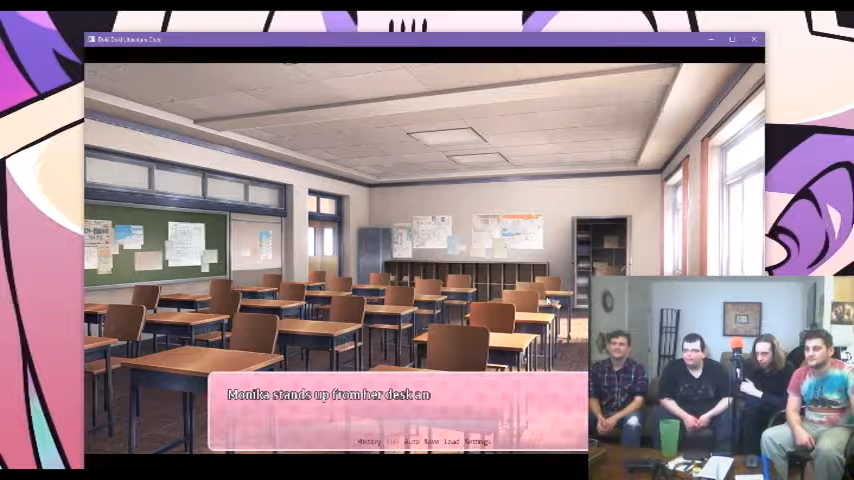 Doki Doki Literature Club!
Monika stands up from her desk an
History Skip Auto Save Load Settings